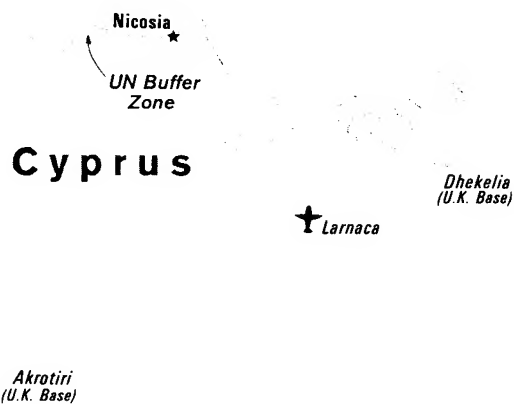 Nicosia
UN Buffer
Zone
Cyprus
Dhekelia
(U.K. Base)
Larnaca
Akrotiri
(U.K. Base)